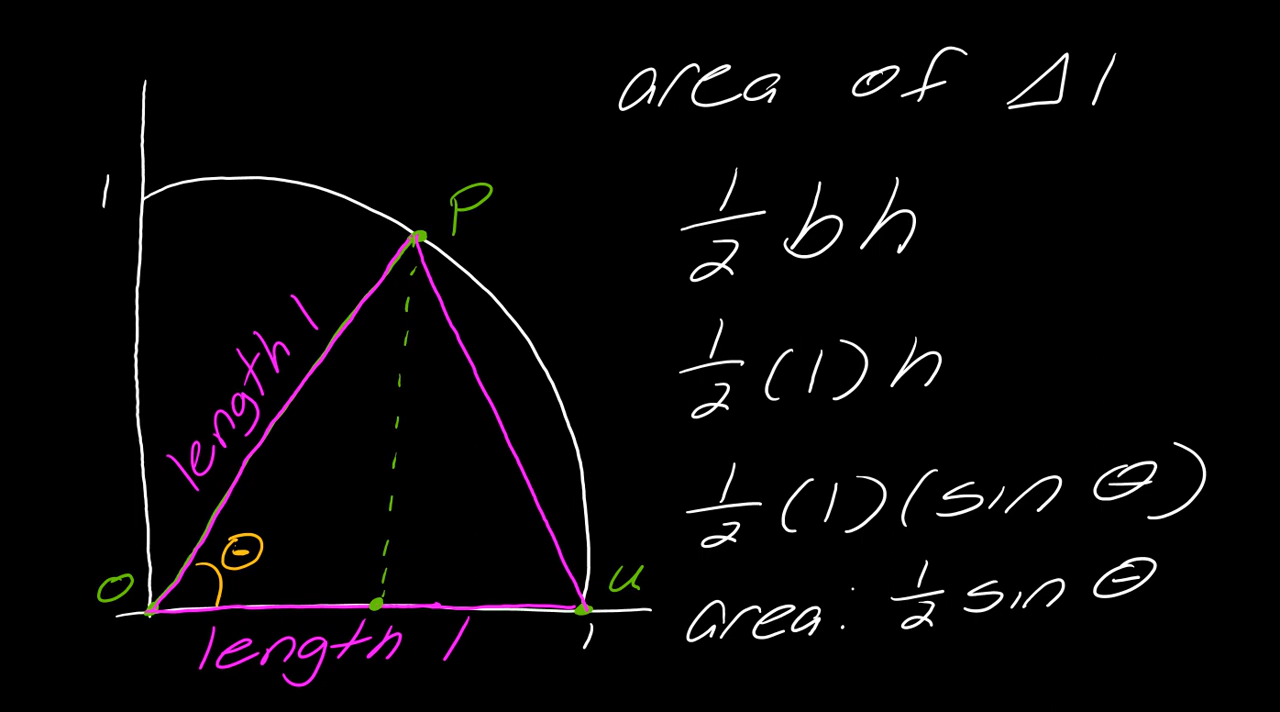 area of Δ1
1
P
1/2 bh
length 1
1/2 (1) h
1/2 (1)(sin θ)
θ
O
u
area: 1/2 sin θ
length 1
1